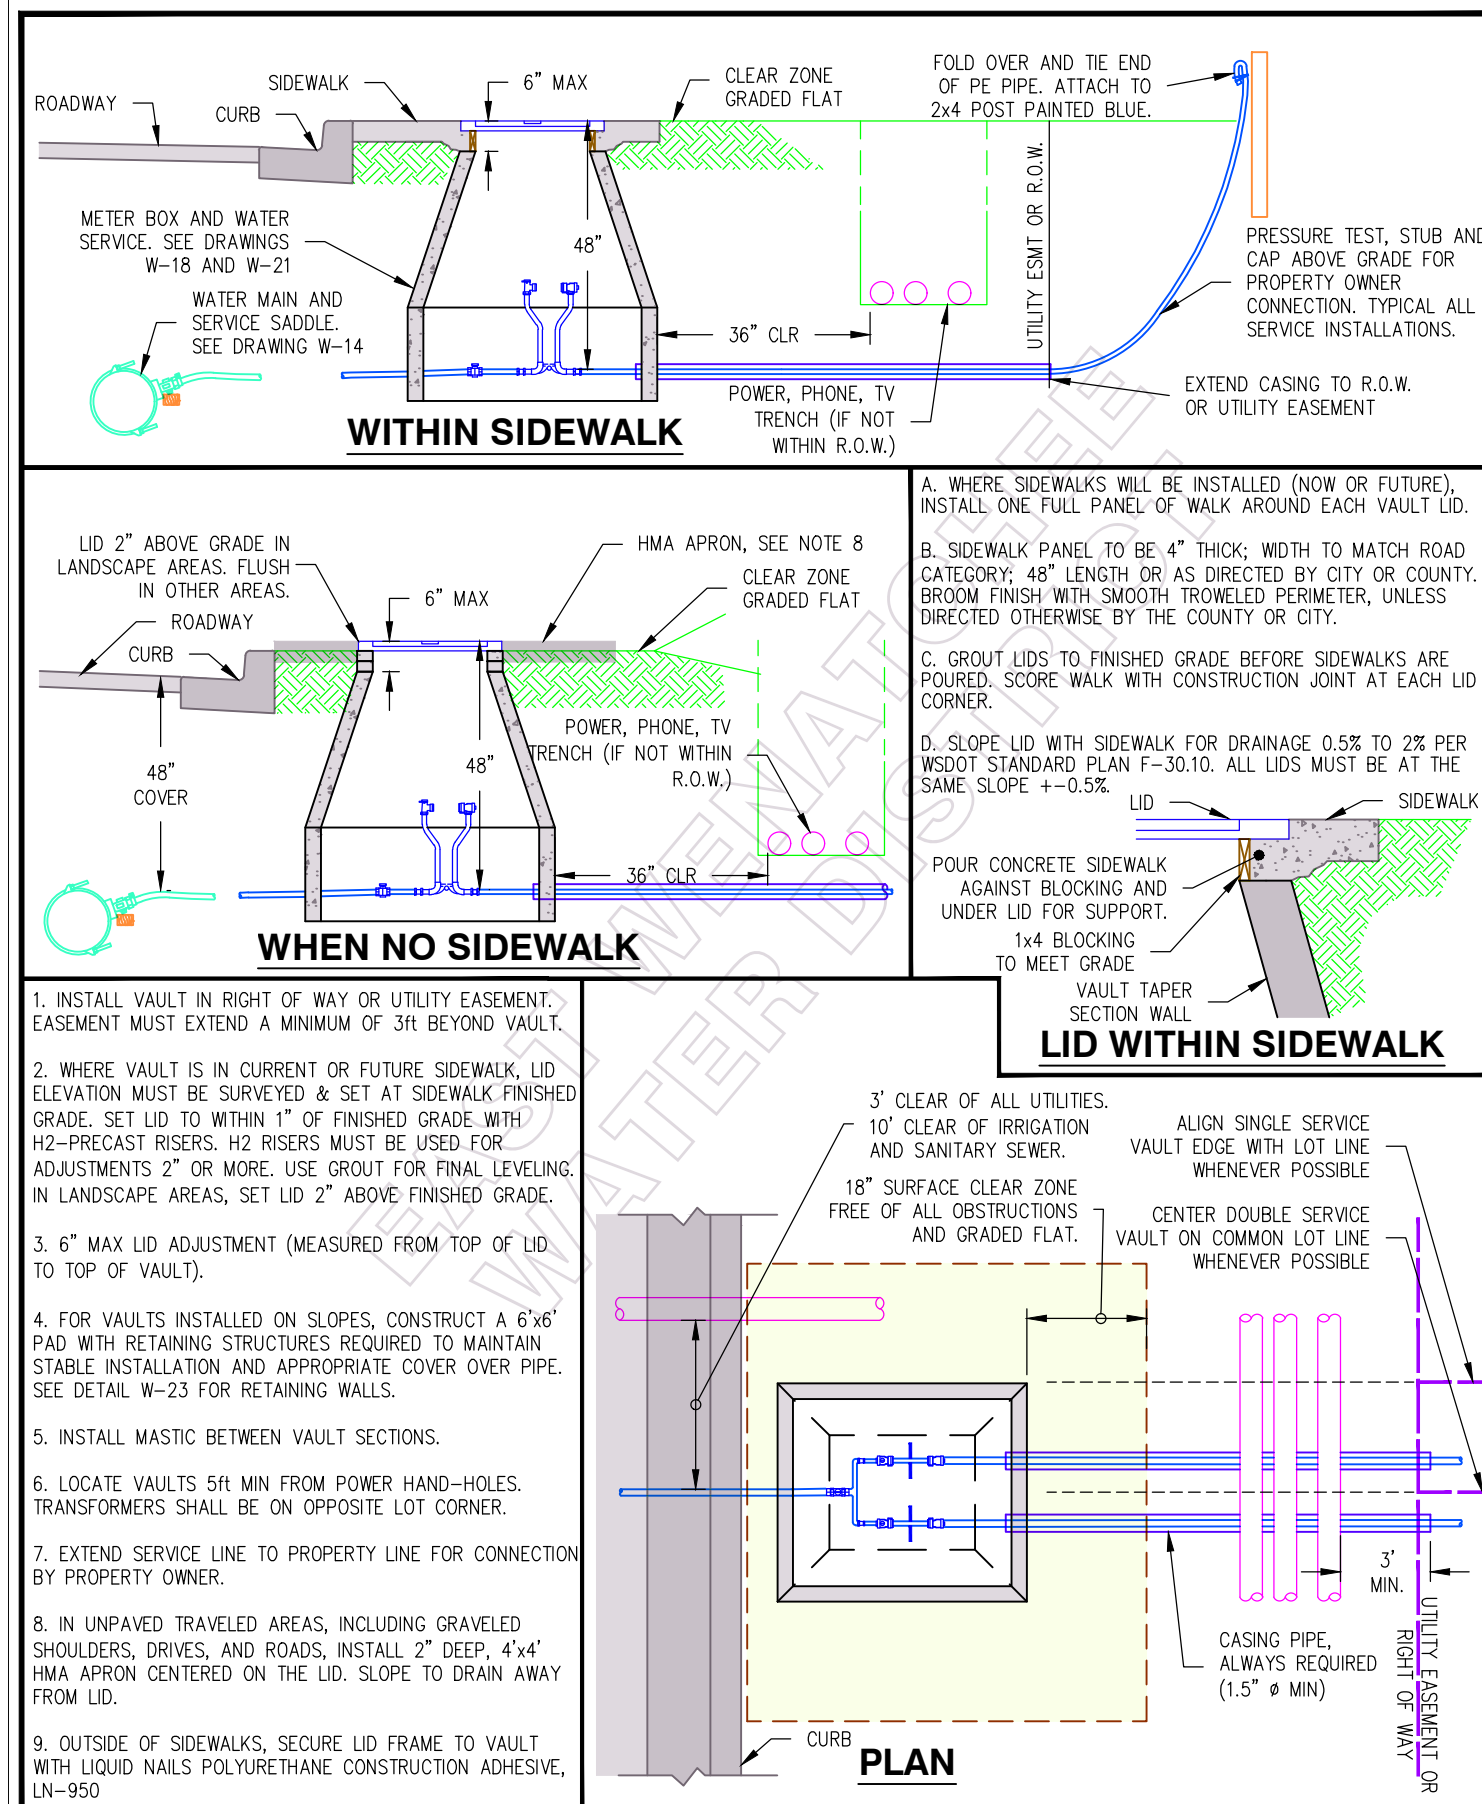 ROADWAY
SIDEWALK
CURB
6” MAX
CLEAR ZONE
GRADED FLAT
FOLD OVER AND TIE END
OF PE PIPE. ATTACH TO
2x4 POST PAINTED BLUE.
METER BOX AND WATER
SERVICE. SEE DRAWINGS
W-18 AND W-21
WATER MAIN AND
SERVICE SADDLE.
SEE DRAWING W-14
48”
36” CLR
POWER, PHONE, TV
TRENCH (IF NOT
WITHIN R.O.W.)
UTILITY ESMT OR R.O.W.
PRESSURE TEST, STUB AND
CAP ABOVE GRADE FOR
PROPERTY OWNER
CONNECTION. TYPICAL ALL
SERVICE INSTALLATIONS.
EXTEND CASING TO R.O.W.
OR UTILITY EASEMENT
WITHIN SIDEWALK
LID 2” ABOVE GRADE IN
LANDSCAPE AREAS. FLUSH
IN OTHER AREAS.
ROADWAY
CURB
6” MAX
HMA APRON, SEE NOTE 8
CLEAR ZONE
GRADED FLAT
48”
COVER
48”
POWER, PHONE, TV
TRENCH (IF NOT WITHIN
R.O.W.)
36” CLR
WHEN NO SIDEWALK
A. WHERE SIDEWALKS WILL BE INSTALLED (NOW OR FUTURE),
INSTALL ONE FULL PANEL OF WALK AROUND EACH VAULT LID.
B. SIDEWALK PANEL TO BE 4” THICK; WIDTH TO MATCH ROAD
CATEGORY; 48” LENGTH OR AS DIRECTED BY CITY OR COUNTY.
BROOM FINISH WITH SMOOTH TROWELED PERIMETER, UNLESS
DIRECTED OTHERWISE BY THE COUNTY OR CITY.
C. GROUT LIDS TO FINISHED GRADE BEFORE SIDEWALKS ARE
POURED. SCORE WALK WITH CONSTRUCTION JOINT AT EACH LID
CORNER.
D. SLOPE LID WITH SIDEWALK FOR DRAINAGE 0.5% TO 2% PER
WSDOT STANDARD PLAN F-30.10. ALL LIDS MUST BE AT THE
SAME SLOPE +-0.5%.
LID
SIDEWALK
POUR CONCRETE SIDEWALK
AGAINST BLOCKING AND
UNDER LID FOR SUPPORT.
1x4 BLOCKING
TO MEET GRADE
VAULT TAPER
SECTION WALL
LID WITHIN SIDEWALK
1. INSTALL VAULT IN RIGHT OF WAY OR UTILITY EASEMENT.
EASEMENT MUST EXTEND A MINIMUM OF 3ft BEYOND VAULT.
2. WHERE VAULT IS IN CURRENT OR FUTURE SIDEWALK, LID
ELEVATION MUST BE SURVEYED & SET AT SIDEWALK FINISHED
GRADE. SET LID TO WITHIN 1” OF FINISHED GRADE WITH
H2-PRECAST RISERS. H2 RISERS MUST BE USED FOR
ADJUSTMENTS 2” OR MORE. USE GROUT FOR FINAL LEVELING.
IN LANDSCAPE AREAS, SET LID 2” ABOVE FINISHED GRADE.
3. 6” MAX LID ADJUSTMENT (MEASURED FROM TOP OF LID
TO TOP OF VAULT).
4. FOR VAULTS INSTALLED ON SLOPES, CONSTRUCT A 6’x6’
PAD WITH RETAINING STRUCTURES REQUIRED TO MAINTAIN
STABLE INSTALLATION AND APPROPRIATE COVER OVER PIPE.
SEE DETAIL W-23 FOR RETAINING WALLS.
5. INSTALL MASTIC BETWEEN VAULT SECTIONS.
6. LOCATE VAULTS 5ft MIN FROM POWER HAND-HOLES.
TRANSFORMERS SHALL BE ON OPPOSITE LOT CORNER.
7. EXTEND SERVICE LINE TO PROPERTY LINE FOR CONNECTION
BY PROPERTY OWNER.
8. IN UNPAVED TRAVELED AREAS, INCLUDING GRAVELED
SHOULDERS, DRIVES, AND ROADS, INSTALL 2” DEEP, 4’x4’
HMA APRON CENTERED ON THE LID. SLOPE TO DRAIN AWAY
FROM LID.
9. OUTSIDE OF SIDEWALKS, SECURE LID FRAME TO VAULT
WITH LIQUID NAILS POLYURETHANE CONSTRUCTION ADHESIVE,
LN-950
3’ CLEAR OF ALL UTILITIES.
10’ CLEAR OF IRRIGATION
AND SANITARY SEWER.
18” SURFACE CLEAR ZONE
FREE OF ALL OBSTRUCTIONS
AND GRADED FLAT.
ALIGN SINGLE SERVICE
VAULT EDGE WITH LOT LINE
WHENEVER POSSIBLE
CENTER DOUBLE SERVICE
VAULT ON COMMON LOT LINE
WHENEVER POSSIBLE
3’
MIN.
CASING PIPE,
ALWAYS REQUIRED
(1.5” ø MIN)
UTILITY EASEMENT OR
RIGHT OF WAY
CURB
PLAN
EAST WENATCHEE
WATER DISTRICT